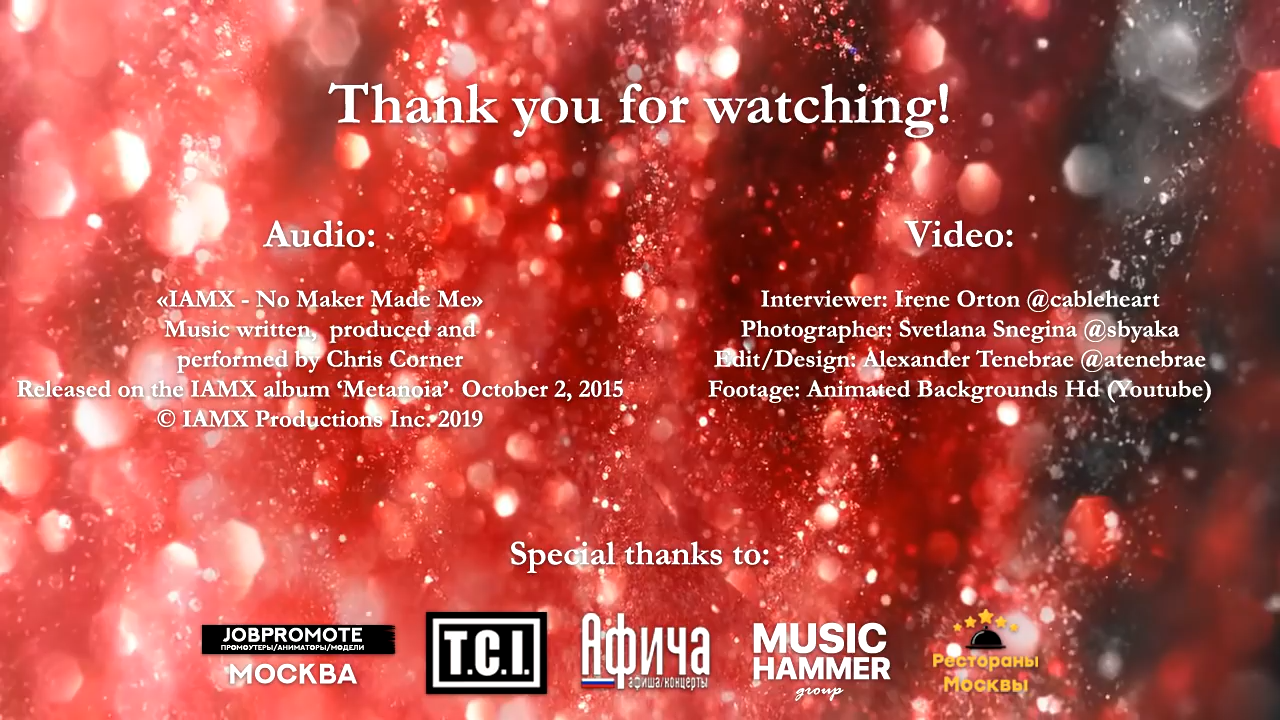 Thank you for watching!
Audio:
«IAMX - No Maker Made Me»
Music written, produced and
performed by Chris Corner
Released on the IAMX album ‘Metanoia’ October 2, 2015
© IAMX Productions Inc. 2019
Video:
Interviewer: Irene Orton @cableheart
Photographer: Svetlana Snegina @sbyaka
Edit/Design: Alexander Tenebrae @atenebrae
Footage: Animated Backgrounds Hd (Youtube)
Special thanks to:
JOBPROMOTE
ПРОМОУТЕРЫ/АНИМАТОРЫ/МОДЕЛИ
МОСКВА
T.C.I.
Афича
афиша/концерты
MUSIC
HAMMER
group
Рестораны
Москвы